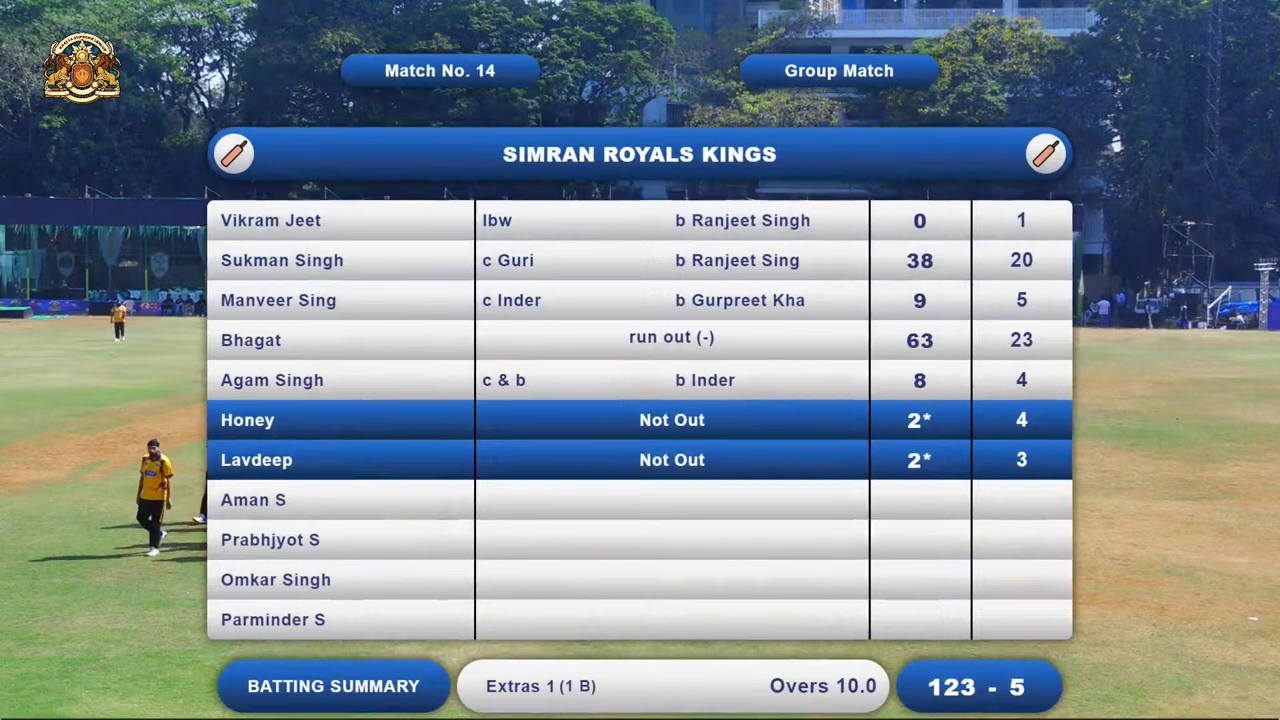 Match No. 14
Group Match
SIMRAN ROYALS KINGS
Vikram Jeet lbw b Ranjeet Singh 0 1
Sukman Singh c Guri b Ranjeet Sing 38 20
Manveer Sing c Inder b Gurpreet Kha 9 5
Bhagat run out (-) 63 23
Agam Singh c & b b Inder 8 4
Honey Not Out 2* 4
Lavdeep Not Out 2* 3
Aman S
Prabhjyot S
Omkar Singh
Parminder S
BATTING SUMMARY Extras 1 (1 B) Overs 10.0 123 - 5